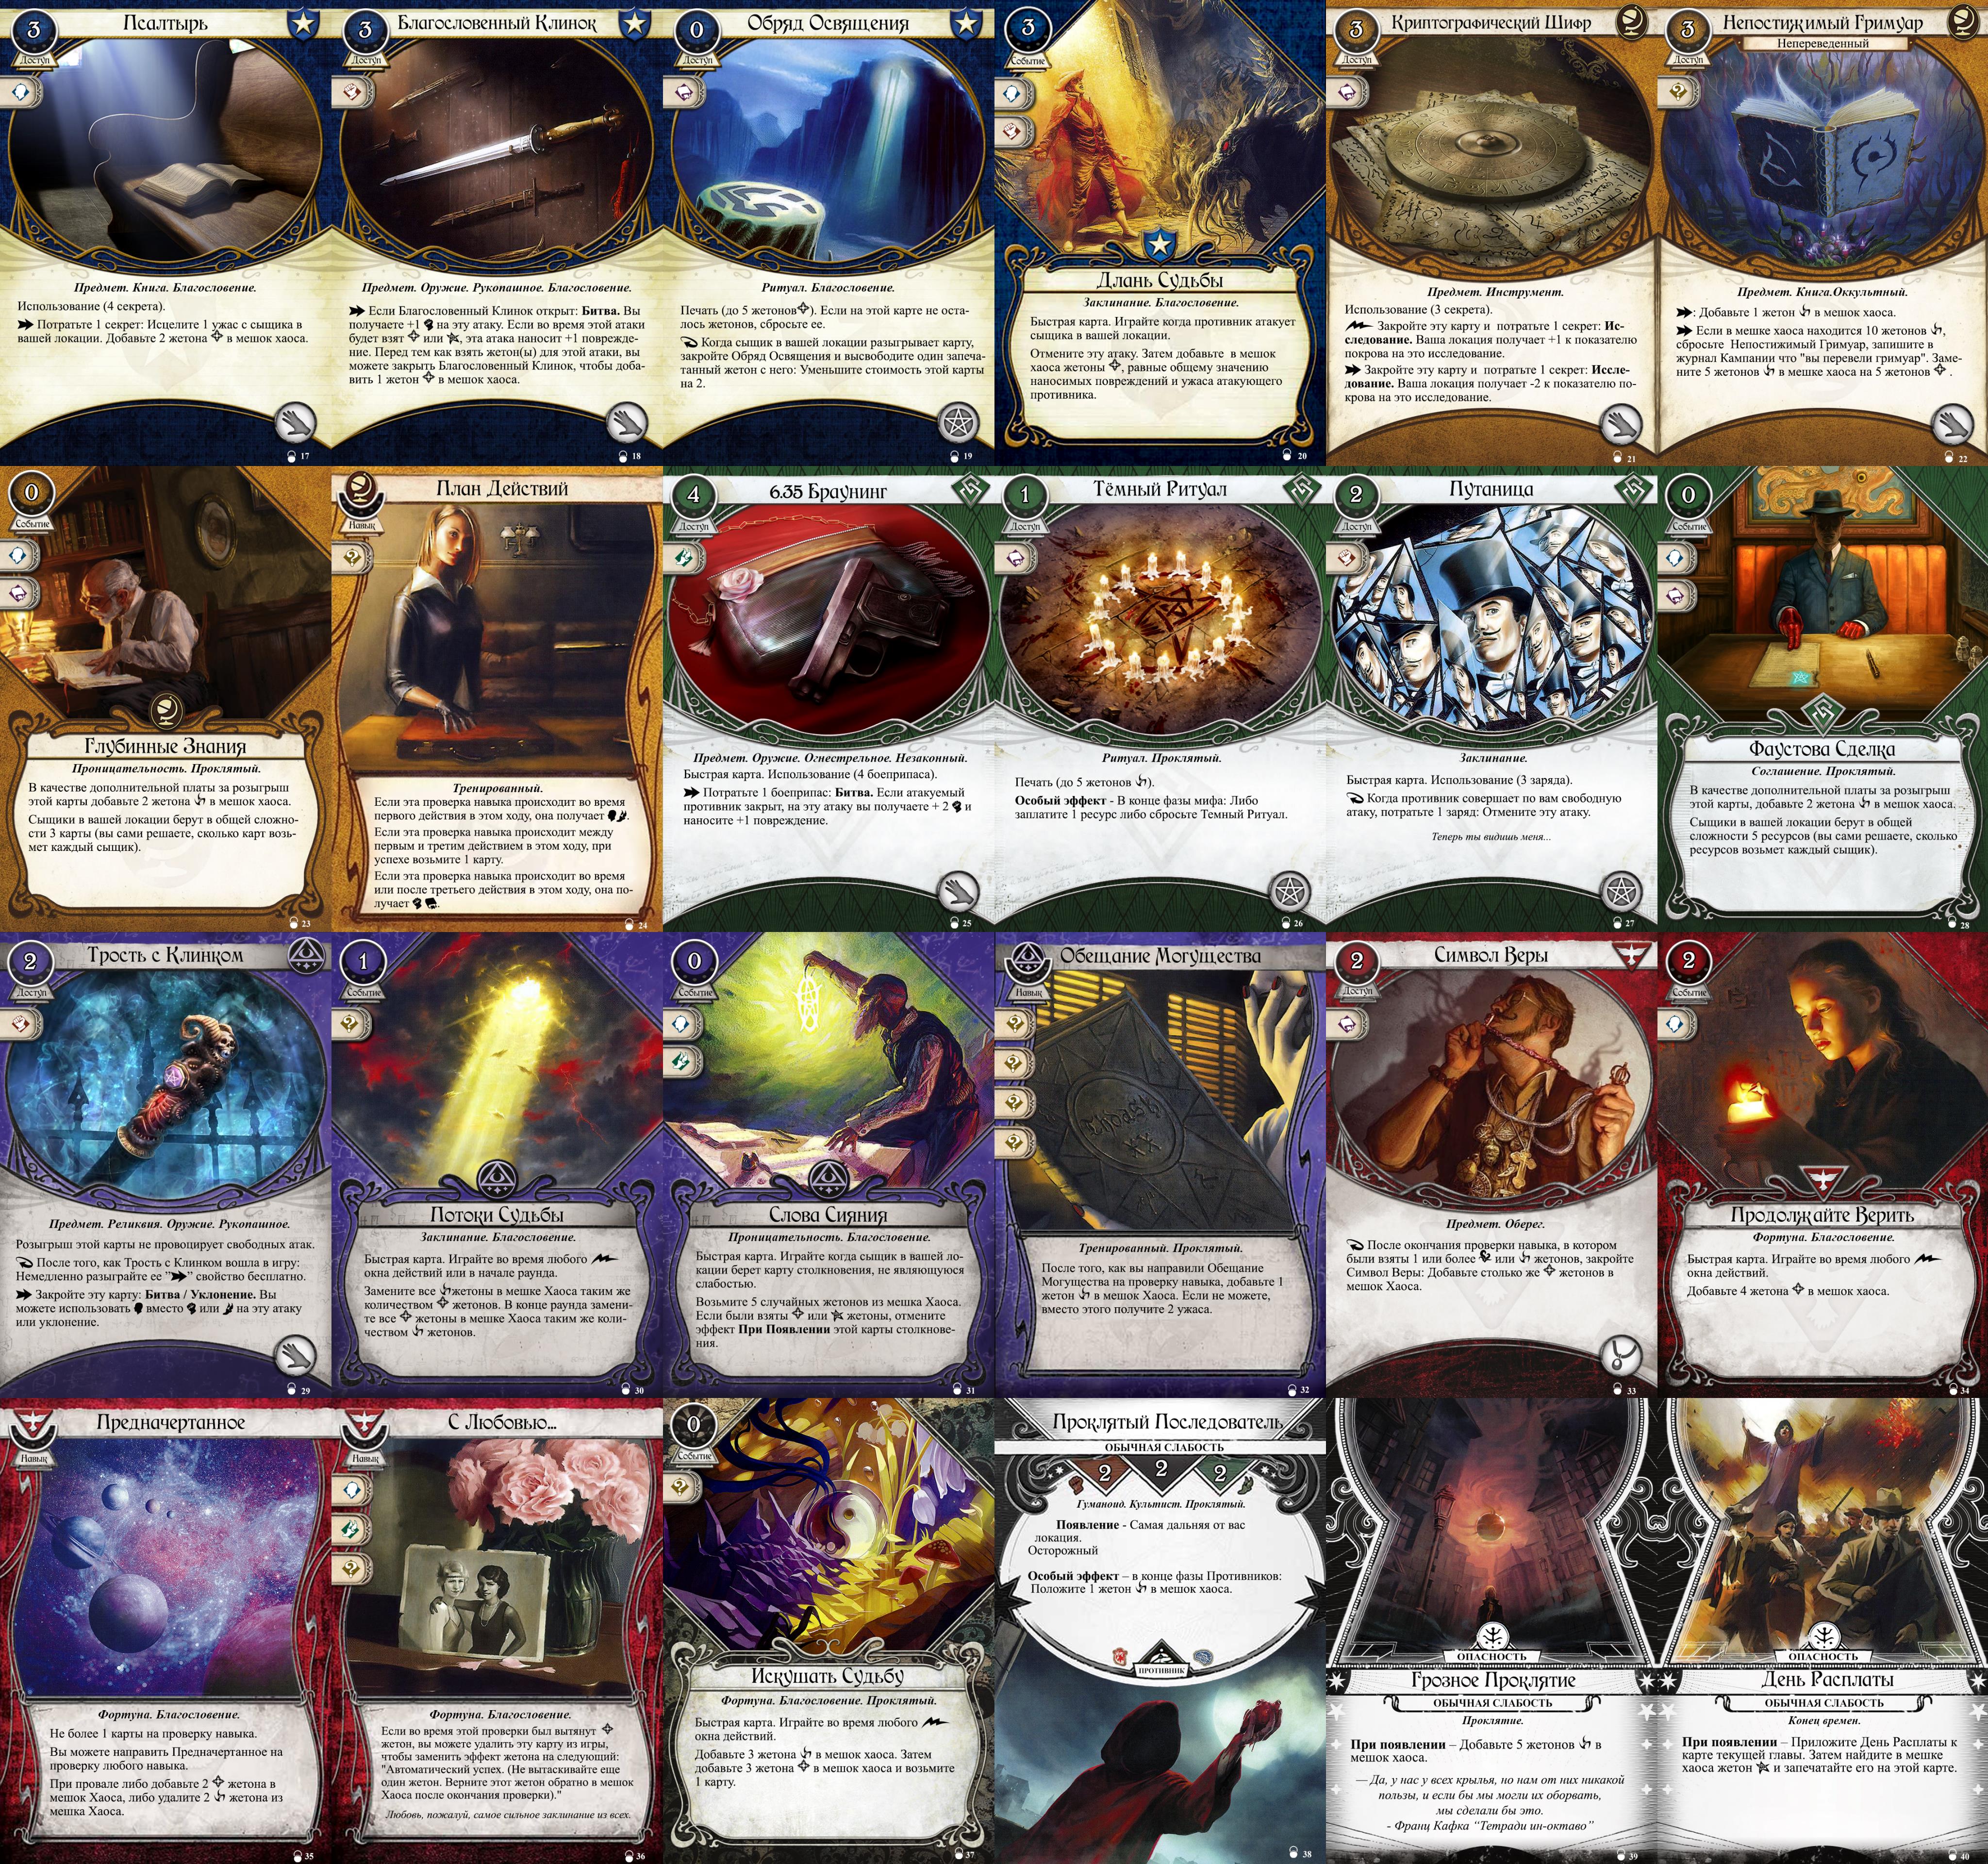 3
Доступ
Псалтырь
Предмет. Книга. Благословение.
Использование (4 секрета).
Потратьте 1 секрет: Исцелите 1 ужас с сыщика в
вашей локации. Добавьте 2 жетона в мешок хаоса.
17
3
Доступ
Благословенный Клинок
Предмет. Оружие. Рукопашное. Благословение.
Если Благословенный Клинок открыт: Битва. Вы
получаете +1 на эту атаку. Если во время этой атаки
будет взят или , эта атака наносит +1 поврежде-
ние. Перед тем как взять жетон(ы) для этой атаки, вы
можете закрыть Благословенный Клинок, чтобы доба-
вить 1 жетон в мешок хаоса.
18
0
Доступ
Обряд Освящения
Ритуал. Благословение.
Печать (до 5 жетонов ). Если на этой карте не оста-
лось жетонов, сбросьте ее.
Когда сыщик в вашей локации разыгрывает карту,
закройте Обряд Освящения и высвободите один запеча-
танный жетон с него: Уменьшите стоимость этой карты
на 2.
19
3
Событие
Длань Судьбы
Заклинание. Благословение.
Быстрая карта. Играйте когда противник атакует
сыщика в вашей локации.
Отмените эту атаку. Затем добавьте в мешок
хаоса жетоны , равные общему значению
наносимых повреждений и ужаса атакующего
противника.
20
3
Доступ
Криптографический Шифр
Предмет. Инструмент.
Использование (3 секрета).
Закройте эту карту и потратьте 1 секрет: Ис-
следование. Ваша локация получает +1 к показателю
покрова на это исследование.
Закройте эту карту и потратьте 1 секрет: Иссле-
дование. Ваша локация получает -2 к показателю по-
крова на это исследование.
21
3
Доступ
Непостижимый Гримуар
Непереведенный
Предмет. Книга.Оккультный.
: Добавьте 1 жетон в мешок хаоса.
Если в мешке хаоса находится 10 жетонов ,
сбросьте Непостижимый Гримуар, запишите в
журнал Кампании что "вы перевели гримуар". Заме-
ните 5 жетонов в мешке хаоса на 5 жетонов .
22
0
Событие
Глубинные Знания
Проницательность. Проклятый.
В качестве дополнительной платы за розыгрыш
этой карты добавьте 2 жетона в мешок хаоса.
Сыщики в вашей локации берут в общей сложно-
сти 3 карты (вы сами решаете, сколько карт возь-
мет каждый сыщик).
23
Навык
План Действий
Тренированный.
Если эта проверка навыка происходит во время
первого действия в этом ходу, она получает .
Если эта проверка навыка происходит между
первым и третим действием в этом ходу, при
успехе возьмите 1 карту.
Если эта проверка навыка происходит во время
или после третьего действия в этом ходу, она по-
лучает .
24
4
Доступ
6.35 Браунинг
Предмет. Оружие. Огнестрельное. Незаконный.
Быстрая карта. Использование (4 боеприпаса).
Потратьте 1 боеприпас: Битва. Если атакуемый
противник закрыт, на эту атаку вы получаете + 2 и
наносите +1 повреждение.
25
1
Доступ
Тёмный Ритуал
Ритуал. Проклятый.
Печать (до 5 жетонов ).
Особый эффект - В конце фазы мифа: Либо
заплатите 1 ресурс либо сбросьте Темный Ритуал.
26
2
Доступ
Путаница
Заклинание.
Быстрая карта. Использование (3 заряда).
Когда противник совершает по вам свободную
атаку, потратьте 1 заряд: Отмените эту атаку.
Теперь ты видишь меня...
27
0
Событие
Фаустова Сделка
Соглашение. Проклятый.
В качестве дополнительной платы за розыгрыш
этой карты, добавьте 2 жетона в мешок хаоса.
Сыщики в вашей локации берут в общей
сложности 5 ресурсов (вы сами решаете, сколько
ресурсов возьмет каждый сыщик).
28
2
Доступ
Трость с Клинком
Предмет. Реликвия. Оружие. Рукопашное.
Розыгрыш этой карты не провоцирует свободных атак.
После того, как Трость с Клинком вошла в игру:
Немедленно разыграйте ее " " свойство бесплатно.
Закройте эту карту: Битва / Уклонение. Вы
можете использовать вместо или на эту атаку
или уклонение.
29
1
Событие
Потоки Судьбы
Заклинание. Благословение.
Быстрая карта. Играйте во время любого
окна действий или в начале раунда.
Замените все жетоны в мешке Хаоса таким же
количеством жетонов. В конце раунда замени-
те все жетоны в мешке Хаоса таким же коли-
чеством жетонов.
30
0
Событие
Слова Сияния
Проницательность. Благословение.
Быстрая карта. Играйте когда сыщик в вашей ло-
кации берет карту столкновение, не являющуюся
слабостью.
Возьмите 5 случайных жетонов из мешка Хаоса.
Если были взяты или жетоны, отмените
эффект При Появлении этой карты столкнове-
ния.
31
Навык
Обещание Могущества
Тренированный. Проклятый.
После того, как вы направили Обещание
Могущества на проверку навыка, добавьте 1
жетон в мешок Хаоса. Если не можете,
вместо этого получите 2 ужаса.
32
2
Доступ
Символ Веры
Предмет. Оберег.
После окончания проверки навыка, в котором
были взяты 1 или более или жетонов, закройте
Символ Веры: Добавьте столько же жетонов в
мешок Хаоса.
33
2
Событие
Продолжайте Верить
Фортуна. Благословение.
Быстрая карта. Играйте во время любого
окна действий.
Добавьте 4 жетона в мешок хаоса.
34
Навык
Предначертанное
Фортуна. Благословение.
Не более 1 карты на проверку навыка.
Вы можете направить Предначертанное на
проверку любого навыка.
При провале либо добавьте 2 жетона в
мешок Хаоса, либо удалите 2 жетона из
мешка Хаоса.
35
Навык
С Любовью...
Фортуна. Благословение.
Если во время этой проверки был вытянут
жетон, вы можете удалить эту карту из игры,
чтобы заменить эффект жетона на следующий:
"Автоматический успех. (Не вытаскивайте еще
один жетон. Верните этот жетон обратно в мешок
Хаоса после окончания проверки)."
Любовь, пожалуй, самое сильное заклинание из всех.
36
0
Событие
Искушать Судьбу
Фортуна. Благословение. Проклятый.
Быстрая карта. Играйте во время любого
окна действий.
Добавьте 3 жетона в мешок хаоса. Затем
добавьте 3 жетона в мешок хаоса и возьмите
1 карту.
37
Проклятый Последователь
ОБЫЧНАЯ СЛАБОСТЬ
2 2 2
Гуманоид. Культист. Проклятый.
Появление - Самая дальняя от вас
локация.
Осторожный
Особый эффект – в конце фазы Противников:
Положите 1 жетон в мешок хаоса.
ПРОТИВНИК
38
ОПАСНОСТЬ
Грозное Проклятие
ОБЫЧНАЯ СЛАБОСТЬ
Проклятие.
При появлении – Добавьте 5 жетонов в
мешок хаоса.
— Да, у нас у всех крылья, но нам от них никакой
пользы, и если бы мы могли их оборвать,
мы сделали бы это.
- Франц Кафка “Тетради ин-октаво”
39
ОПАСНОСТЬ
День Расплаты
ОБЫЧНАЯ СЛАБОСТЬ
Конец времен.
При появлении – Приложите День Расплаты к
карте текущей главы. Затем найдите в мешке
хаоса жетон и запечатайте его на этой карте.
40